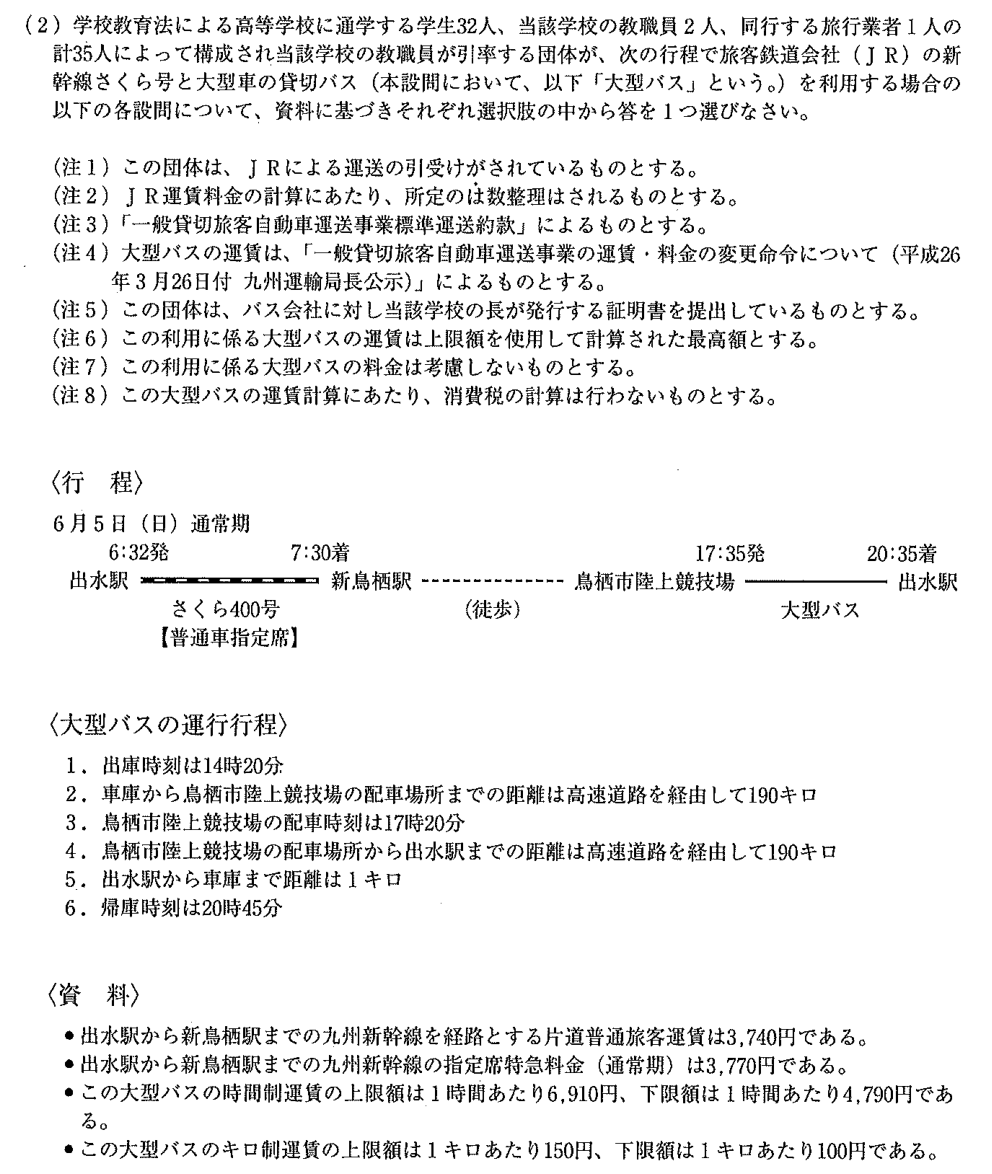 (2) 学校教育法による高等学校に通学する学生32人、当該学校の教職員2人、同行する旅行業者1人の
計35人によって構成され当該学校の教職員が引率する団体が、次の行程で旅客鉄道会社(JR)の新
幹線さくら号と大型車の貸切バス(本設問において、以下「大型バス」という。)を利用する場合の
以下の各設問について、資料に基づきそれぞれ選択肢の中から答を1つ選びなさい。
(注1) この団体は、JRによる運送の引受けがされているものとする。
(注2) JR運賃料金の計算にあたり、所定のは数整理はされるものとする。
(注3)「一般貸切旅客自動車運送事業標準運送約款」によるものとする。
(注4) 大型バスの運賃は、「一般貸切旅客自動車運送事業の運賃・料金の変更命令について(平成26
年3月26日付 九州運輸局長公示)」によるものとする。
(注5) この団体は、バス会社に対し当該学校の長が発行する証明書を提出しているものとする。
(注6) この利用に係る大型バスの運賃は上限額を使用して計算された最高額とする。
(注7) この利用に係る大型バスの料金は考慮しないものとする。
(注8) この大型バスの運賃計算にあたり、消費税の計算は行わないものとする。
〈行 程〉
6月5日(日)通常期
6:32発 7:30着 17:35発 20:35着
出水駅 新鳥栖駅 鳥栖市陸上競技場 出水駅
さくら400号 (徒歩) 大型バス
【普通車指定席】
〈大型バスの運行行程〉
1. 出庫時刻は14時20分
2. 車庫から鳥栖市陸上競技場の配車場所までの距離は高速道路を経由して190キロ
3. 鳥栖市陸上競技場の配車時刻は17時20分
4. 鳥栖市陸上競技場の配車場所から出水駅までの距離は高速道路を経由して190キロ
5. 出水駅から車庫まで距離は1キロ
6. 帰庫時刻は20時45分
〈資 料〉
●出水駅から新鳥栖駅までの九州新幹線を経路とする片道普通旅客運賃は3,740円である。
●出水駅から新鳥栖駅までの九州新幹線の指定席特急料金(通常期)は3,770円である。
●この大型バスの時間制運賃の上限額は1時間あたり6,910円、下限額は1時間あたり4,790円であ
る。
●この大型バスのキロ制運賃の上限額は1キロあたり150円、下限額は1キロあたり100円である。